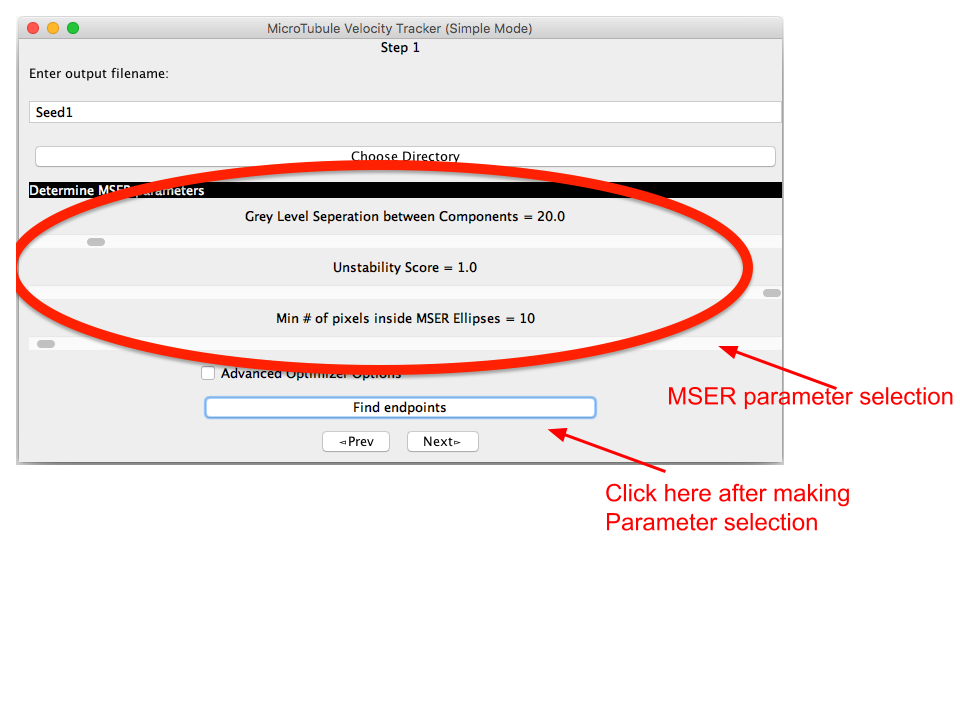 MicroTubule Velocity Tracker (Simple Mode)
Step 1
Enter output filename:
Seed1
Choose Directory
Determine MSER parameters
Grey Level Seperation between Components = 20.0
Unstability Score = 1.0
Min # of pixels inside MSER Ellipses = 10
Advanced Optimizer Options
MSER parameter selection
Find endpoints
Prev
Next
Click here after making
Parameter selection